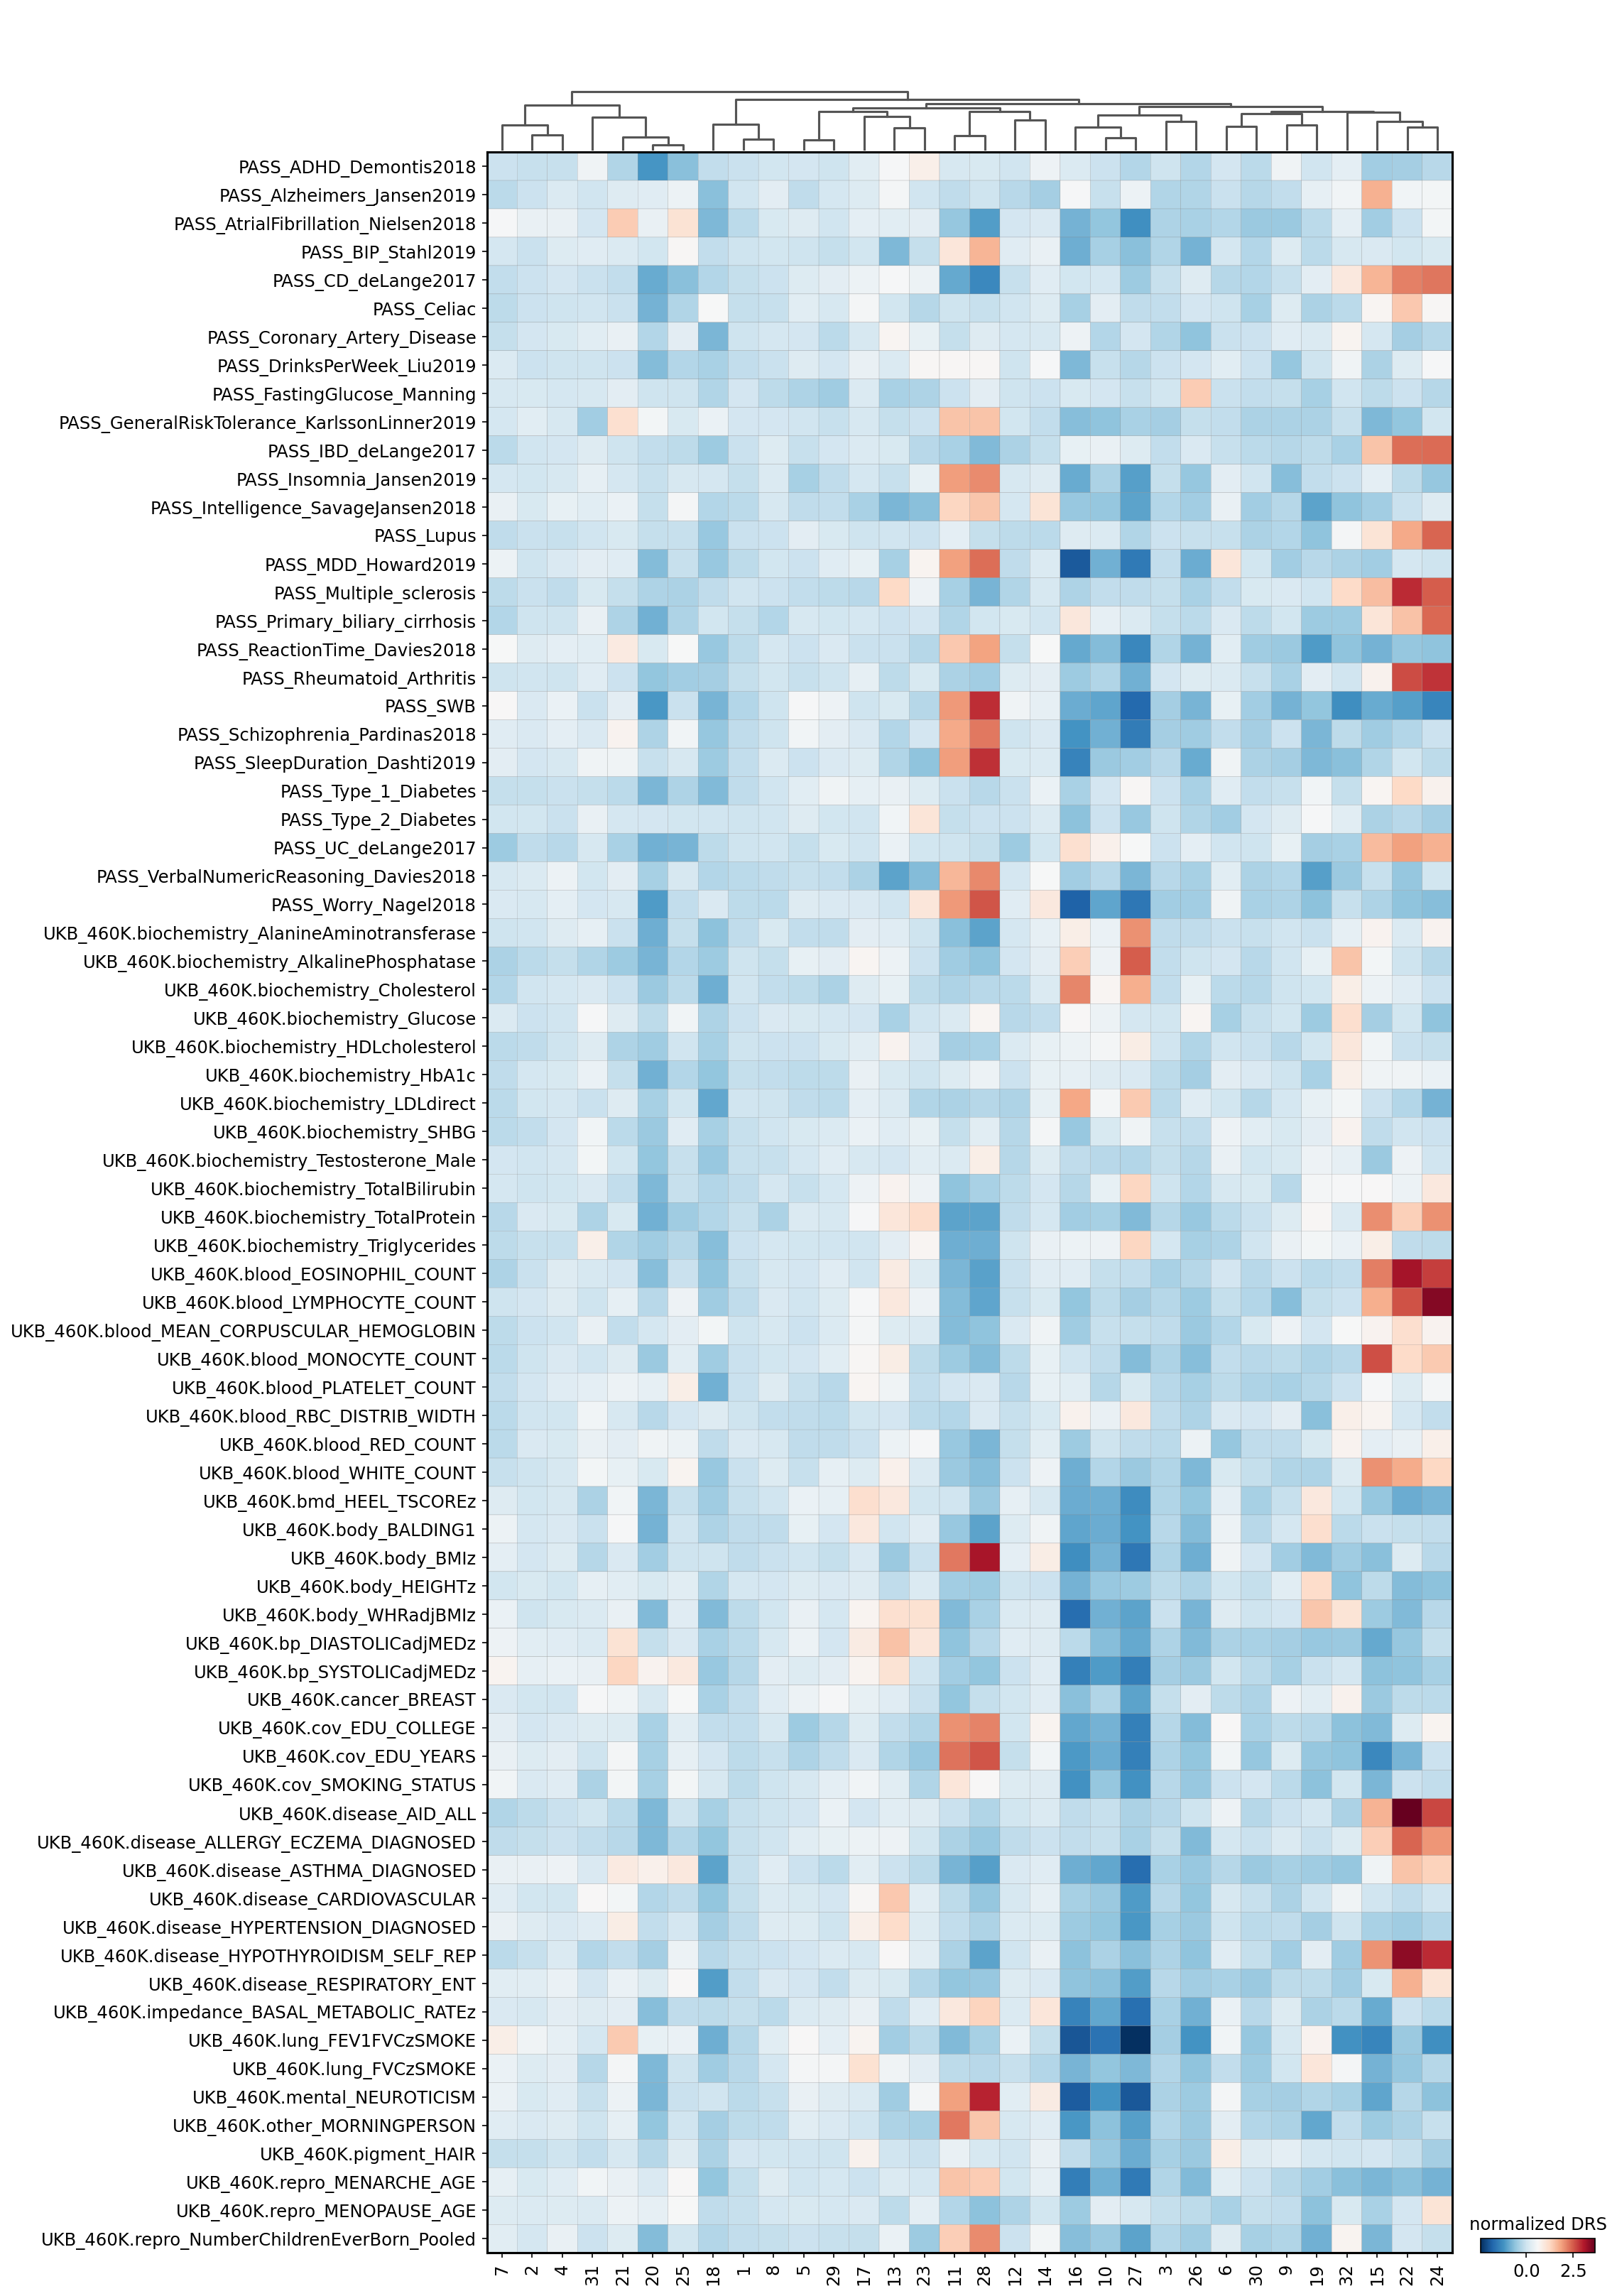 PASS_ADHD_Demontis2018
PASS_Alzheimers_Jansen2019
PASS_AtrialFibrillation_Nielsen2018
PASS_BIP_Stahl2019
PASS_CD_deLange2017
PASS_Celiac
PASS_Coronary_Artery_Disease
PASS_DrinksPerWeek_Liu2019
PASS_FastingGlucose_Manning
PASS_GeneralRiskTolerance_KarlssonLinner2019
PASS_IBD_deLange2017
PASS_Insomnia_Jansen2019
PASS_Intelligence_SavageJansen2018
PASS_Lupus
PASS_MDD_Howard2019
PASS_Multiple_sclerosis
PASS_Primary_biliary_cirrhosis
PASS_ReactionTime_Davies2018
PASS_Rheumatoid_Arthritis
PASS_SWB
PASS_Schizophrenia_Pardinas2018
PASS_SleepDuration_Dashti2019
PASS_Type_1_Diabetes
PASS_Type_2_Diabetes
PASS_UC_deLange2017
PASS_VerbalNumericReasoning_Davies2018
PASS_Worry_Nagel2018
UKB_460K.biochemistry_AlanineAminotransferase
UKB_460K.biochemistry_AlkalinePhosphatase
UKB_460K.biochemistry_Cholesterol
UKB_460K.biochemistry_Glucose
UKB_460K.biochemistry_HDLcholesterol
UKB_460K.biochemistry_HbA1c
UKB_460K.biochemistry_LDLdirect
UKB_460K.biochemistry_SHBG
UKB_460K.biochemistry_Testosterone_Male
UKB_460K.biochemistry_TotalBilirubin
UKB_460K.biochemistry_TotalProtein
UKB_460K.biochemistry_Triglycerides
UKB_460K.blood_EOSINOPHIL_COUNT
UKB_460K.blood_LYMPHOCYTE_COUNT
UKB_460K.blood_MEAN_CORPUSCULAR_HEMOGLOBIN
UKB_460K.blood_MONOCYTE_COUNT
UKB_460K.blood_PLATELET_COUNT
UKB_460K.blood_RBC_DISTRIB_WIDTH
UKB_460K.blood_RED_COUNT
UKB_460K.blood_WHITE_COUNT
UKB_460K.bmd_HEEL_TSCOREz
UKB_460K.body_BALDING1
UKB_460K.body_BMIz
UKB_460K.body_HEIGHTz
UKB_460K.body_WHRadjBMIz
UKB_460K.bp_DIASTOLICadjMEDz
UKB_460K.bp_SYSTOLICadjMEDz
UKB_460K.cancer_BREAST
UKB_460K.cov_EDU_COLLEGE
UKB_460K.cov_EDU_YEARS
UKB_460K.cov_SMOKING_STATUS
UKB_460K.disease_AID_ALL
UKB_460K.disease_ALLERGY_ECZEMA_DIAGNOSED
UKB_460K.disease_ASTHMA_DIAGNOSED
UKB_460K.disease_CARDIOVASCULAR
UKB_460K.disease_HYPERTENSION_DIAGNOSED
UKB_460K.disease_HYPOTHYROIDISM_SELF_REP
UKB_460K.disease_RESPIRATORY_ENT
UKB_460K.impedance_BASAL_METABOLIC_RATEz
UKB_460K.lung_FEV1FVCzSMOKE
UKB_460K.lung_FVCzSMOKE
UKB_460K.mental_NEUROTICISM
UKB_460K.other_MORNINGPERSON
UKB_460K.pigment_HAIR
UKB_460K.repro_MENARCHE_AGE
UKB_460K.repro_MENOPAUSE_AGE
UKB_460K.repro_NumberChildrenEverBorn_Pooled
7 2 4 31 21 20 25 18 1 8 5 29 17 13 23 11 28 12 14 16 10 27 3 26 6 30 9 19 32 15 22 24
normalized DRS
0.0 2.5